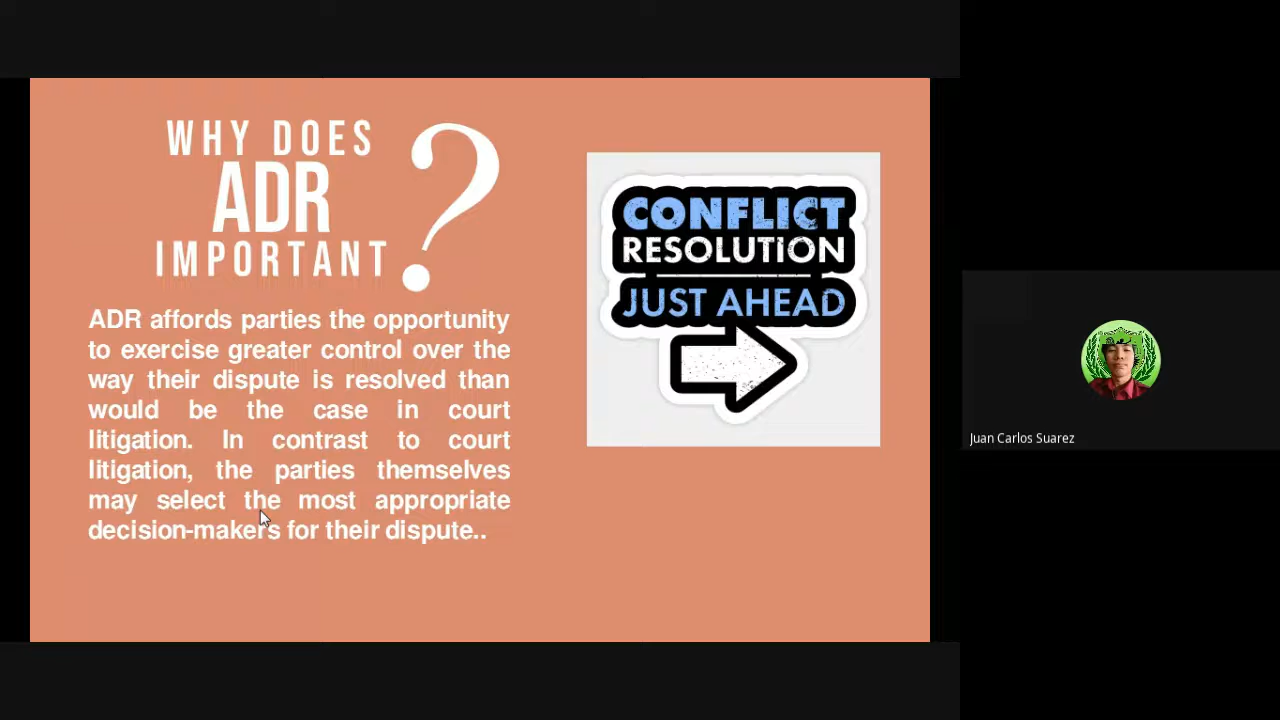 WHY DOES
ADR
IMPORTANT
?
ADR affords parties the opportunity
to exercise greater control over the
way their dispute is resolved than
would be the case in court
litigation. In contrast to court
litigation, the parties themselves
may select the most appropriate
decision-makers for their dispute..
CONFLICT
RESOLUTION
JUST AHEAD
Juan Carlos Suarez